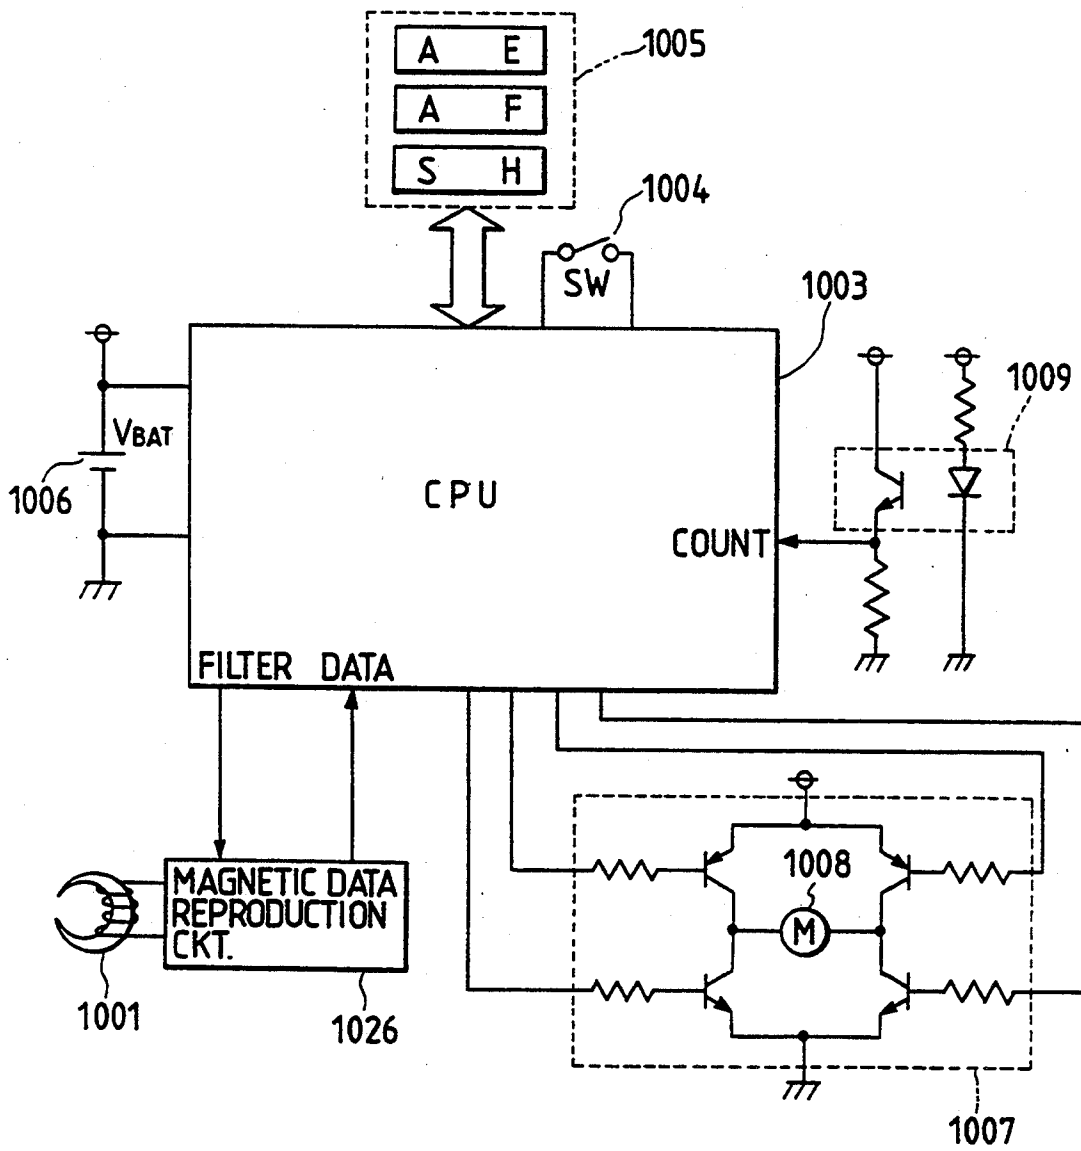 A E
1005
A F
S H
1004
SW
1003
1009
VBAT
1006
CPU
COUNT
FILTER DATA
1008
M
MAGNETIC DATA
REPRODUCTION
CKT.
1001
1026
1007